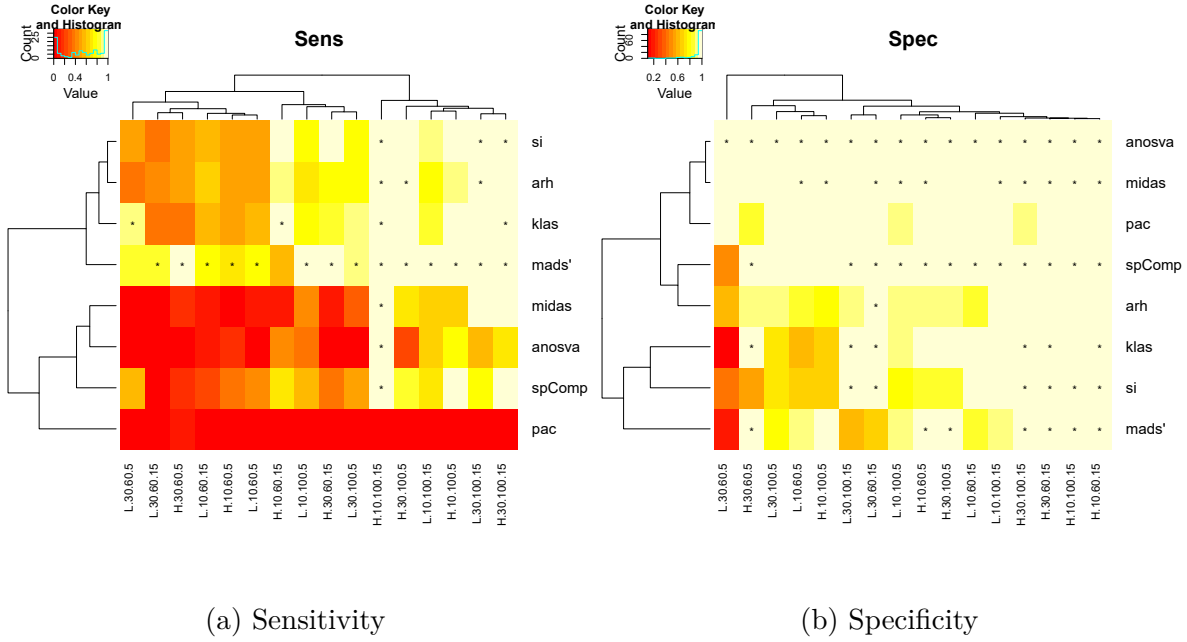 Color Key
and Histogram
Count
0 25
0 0.4 1
Value
Sens
si
arh
klas
mads'
midas
anosva
spComp
pac
L.30.60.5
L.30.60.15
H.30.60.5
L.10.60.15
H.10.60.5
L.10.60.5
H.10.60.15
L.10.100.5
H.30.60.15
L.30.100.5
H.10.100.15
H.30.100.5
L.10.100.15
H.10.100.5
L.30.100.15
H.30.100.15
(a) Sensitivity
Color Key
and Histogram
Count
0 60
0.2 0.6 1
Value
Spec
anosva
midas
pac
spComp
arh
klas
si
mads'
L.30.60.5
H.30.60.5
L.10.100.5
L.10.60.5
H.10.100.5
L.30.100.15
L.30.60.15
H.10.60.5
H.30.100.5
L.30.100.5
L.10.60.15
L.10.100.15
H.30.100.15
H.30.60.15
H.10.100.15
H.10.60.15
(b) Specificity